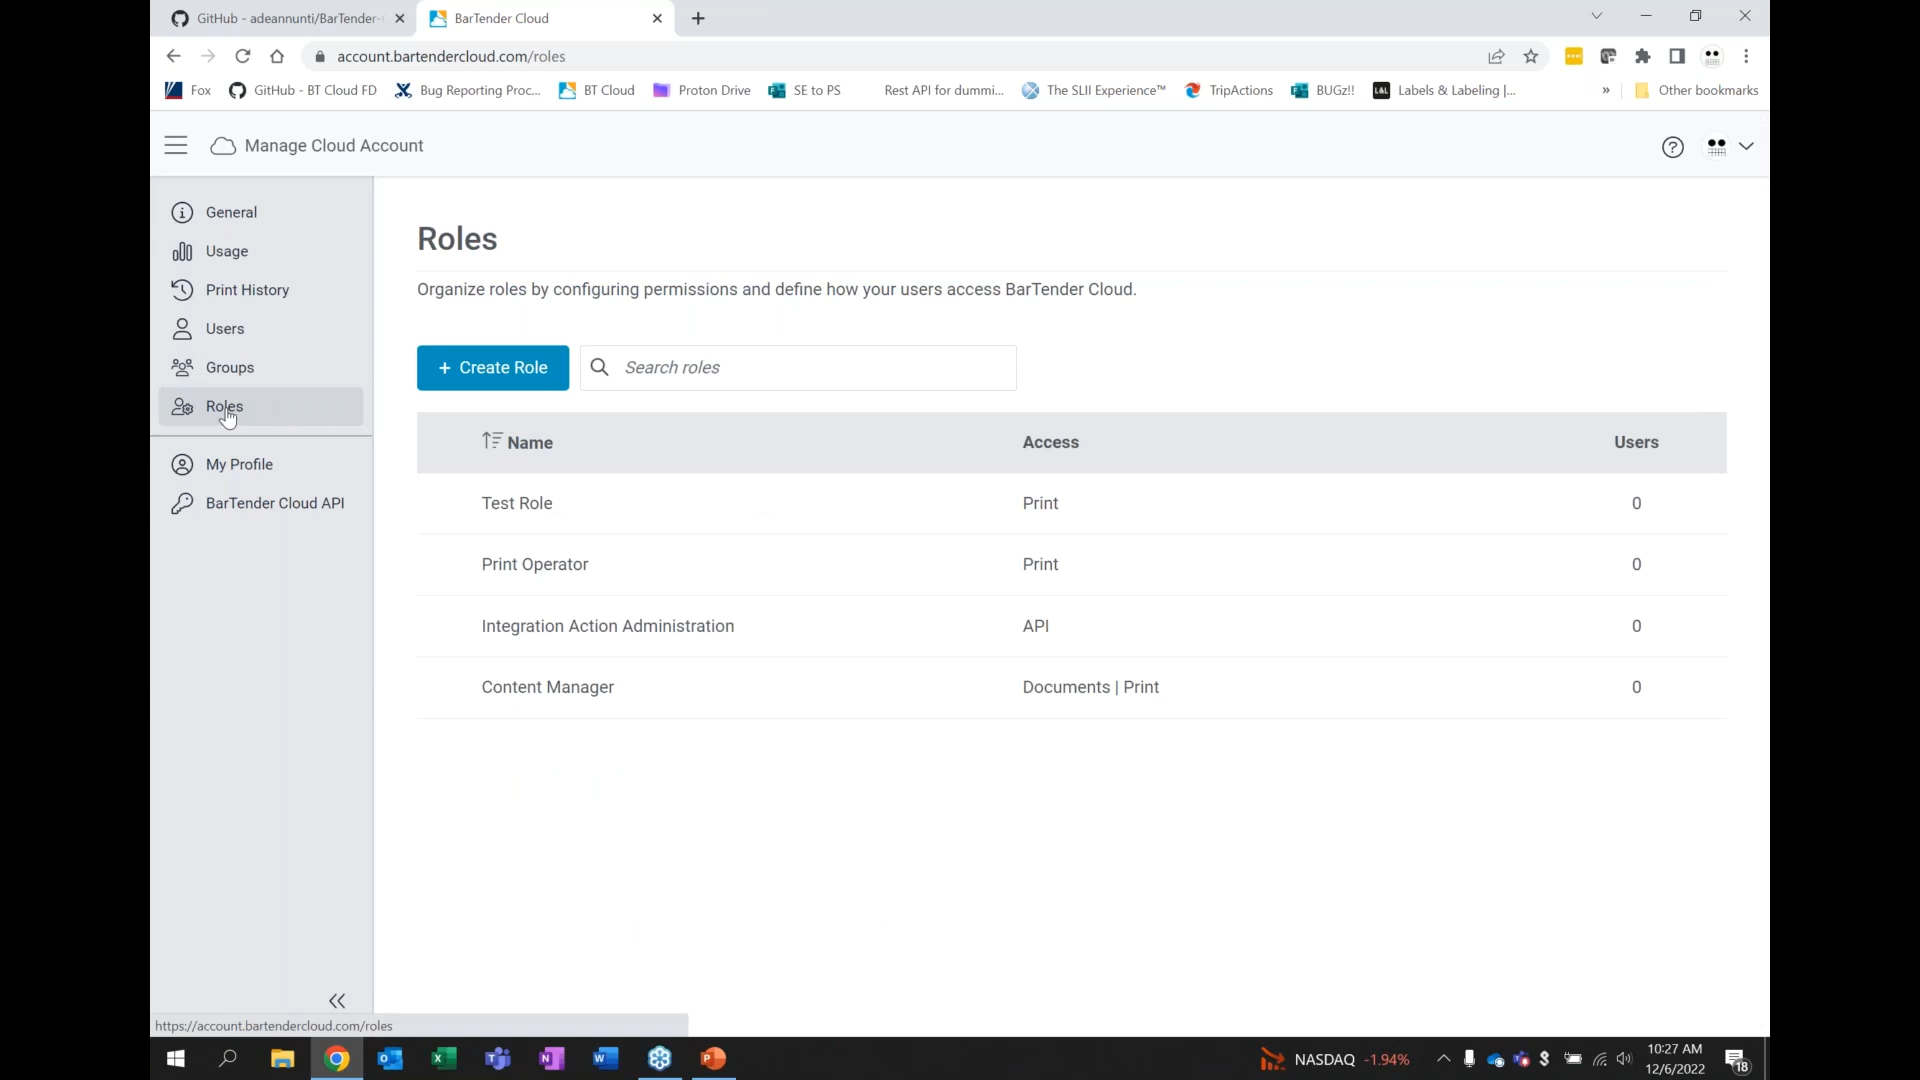 GitHub - adeannunti/BarTender-
BarTender Cloud
account.bartendercloud.com/roles
Fox
GitHub - BT Cloud FD
Bug Reporting Proc...
BT Cloud
Proton Drive
SE to PS
Rest API for dummi...
The SLII Experience™
TripActions
BUGz!!
L&L
Labels & Labeling |...
»
Other bookmarks
Manage Cloud Account
General
Usage
Print History
Users
Groups
Roles
My Profile
BarTender Cloud API
Roles
Organize roles by configuring permissions and define how your users access BarTender Cloud.
+ Create Role
Search roles
Name Access Users
Test Role Print 0
Print Operator Print 0
Integration Action Administration API 0
Content Manager Documents | Print 0
https://account.bartendercloud.com/roles
NASDAQ -1.94%
10:27 AM
12/6/2022
18